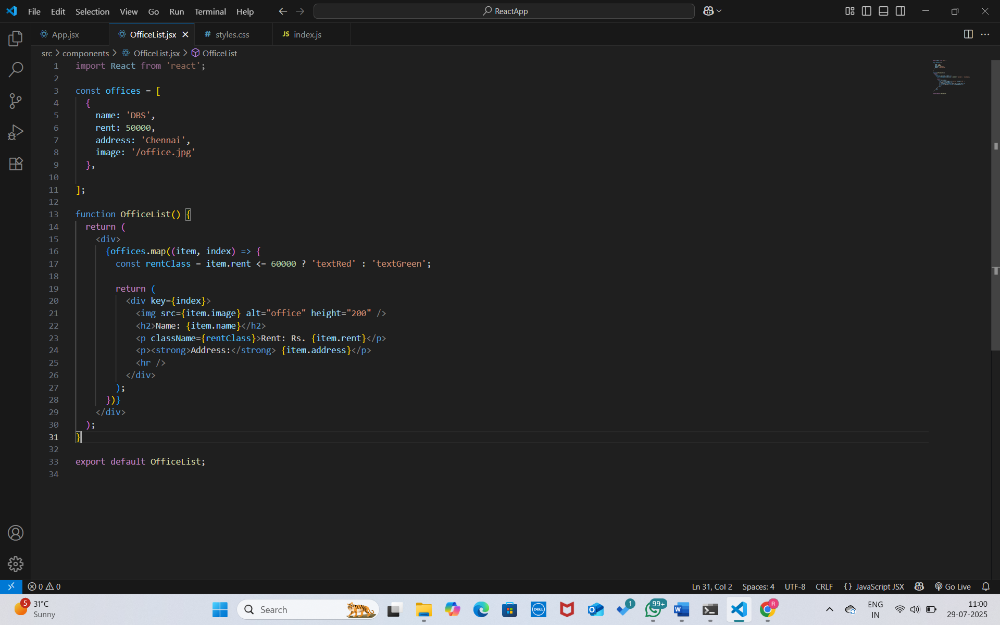 File Edit Selection View Go Run Terminal Help ReactApp
App.jsx OfficeList.jsx # styles.css JS index.js
src components OfficeList.jsx OfficeList
1 import React from 'react';
2
3 const offices = [
4 {
5 name: 'DBS',
6 rent: 50000,
7 address: 'Chennai',
8 image: '/office.jpg'
9 },
10
11 ];
12
13 function OfficeList() {
14 return (
15 <div>
16 {offices.map((item, index) => {
17 const rentClass = item.rent <= 60000 ? 'textRed' : 'textGreen';
18
19 return (
20 <div key={index}>
21 <img src={item.image} alt="office" height="200" />
22 <h2>Name: {item.name}</h2>
23 <p className={rentClass}>Rent: Rs. {item.rent}</p>
24 <p><strong>Address:</strong> {item.address}</p>
25 <hr />
26 </div>
27 );
28 })}
29 </div>
30 );
31 }
32
33 export default OfficeList;
34
0 0 Ln 31, Col 2 Spaces: 4 UTF-8 CRLF {} JavaScript JSX Go Live
5 31°C
Sunny
Search
DELL
1
99+
W
R
ENG
IN
11:00
29-07-2025